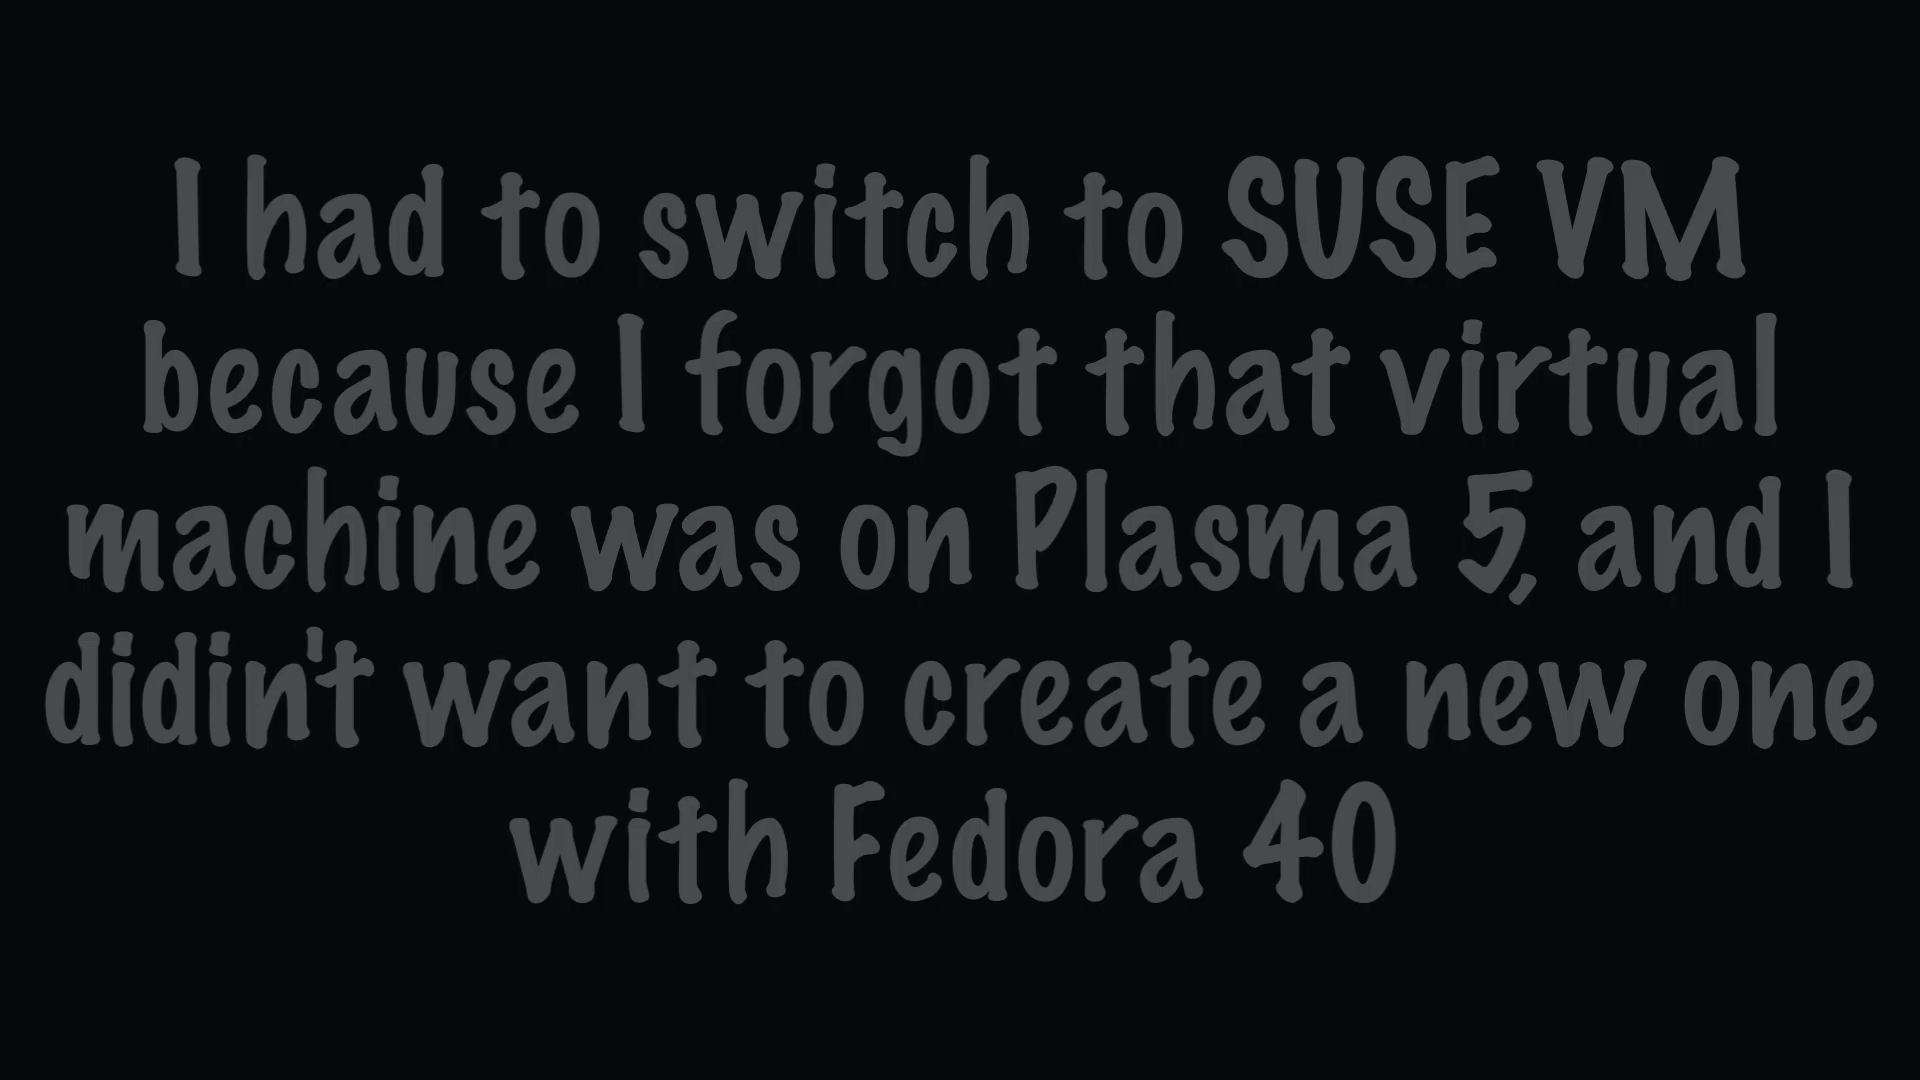 I had to switch to SUSE VM
because I forgot that virtual
machine was on Plasma 5, and I
didin't want to create a new one
with Fedora 40